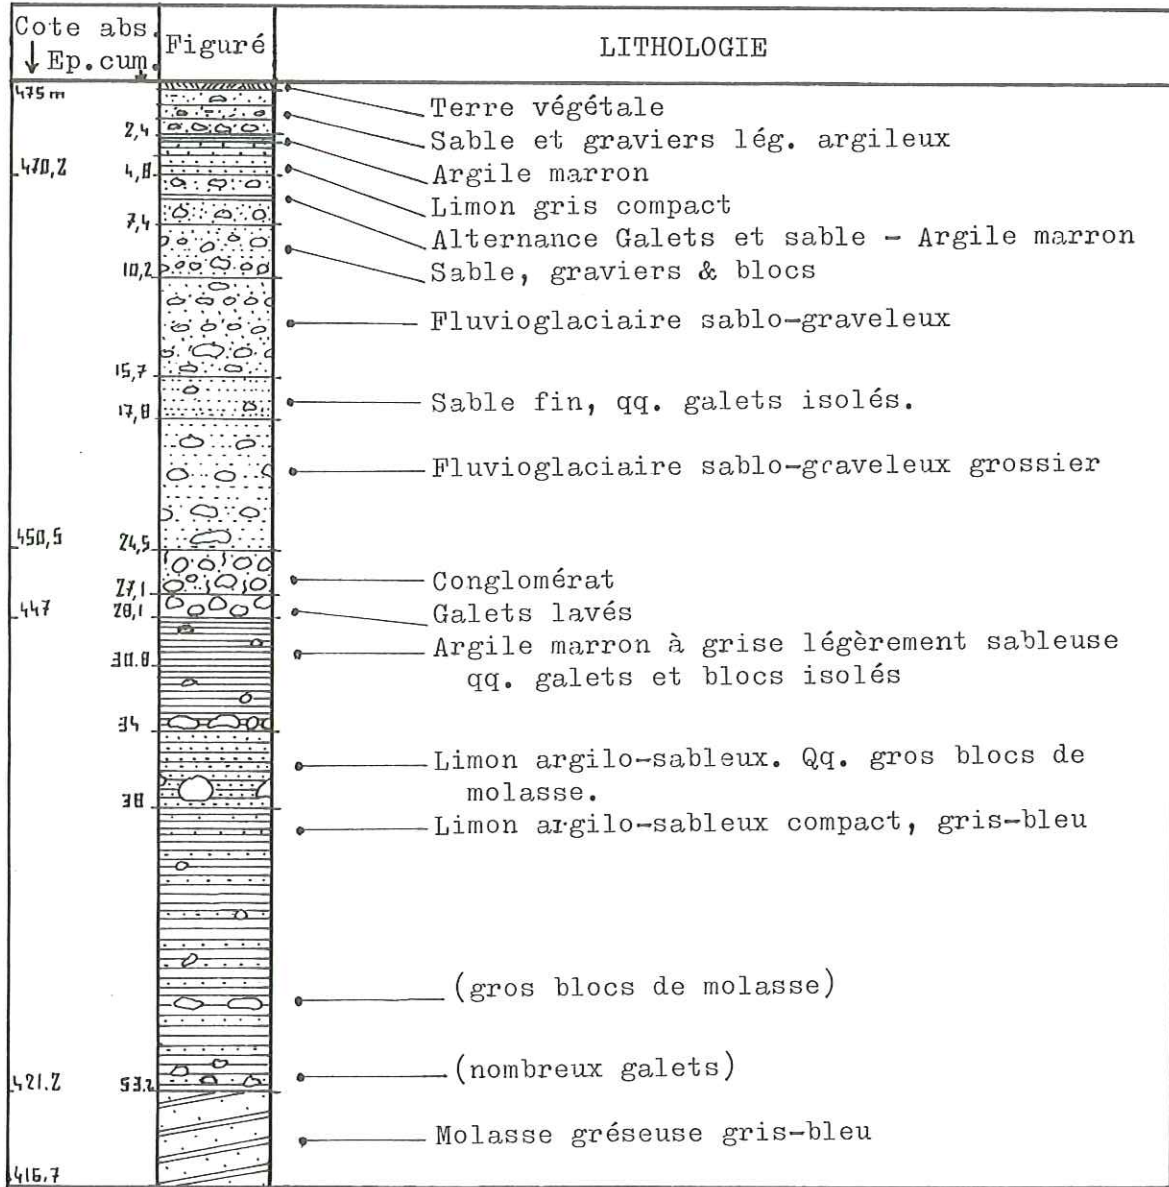 Cote abs.
↓ Ep.cum.
Figuré
LITHOLOGIE
475 m
Terre végétale
Sable et graviers lég. argileux
2,4
Argile marron
470,2
4,8
Limon gris compact
7,4
Alternance Galets et sable - Argile marron
10,2
Sable, graviers & blocs
Fluvioglaciaire sablo-graveleux
15,7
Sable fin, qq. galets isolés.
17,8
Fluvioglaciaire sablo-graveleux grossier
450,5
24,5
Conglomérat
27,1
447
28,1
Galets lavés
Argile marron à grise légèrement sableuse
qq. galets et blocs isolés
30.8
34
Limon argilo-sableux. Qq. gros blocs de
molasse.
38
Limon argilo-sableux compact, gris-bleu
(gros blocs de molasse)
(nombreux galets)
421.2
53.2
Molasse gréseuse gris-bleu
416,7